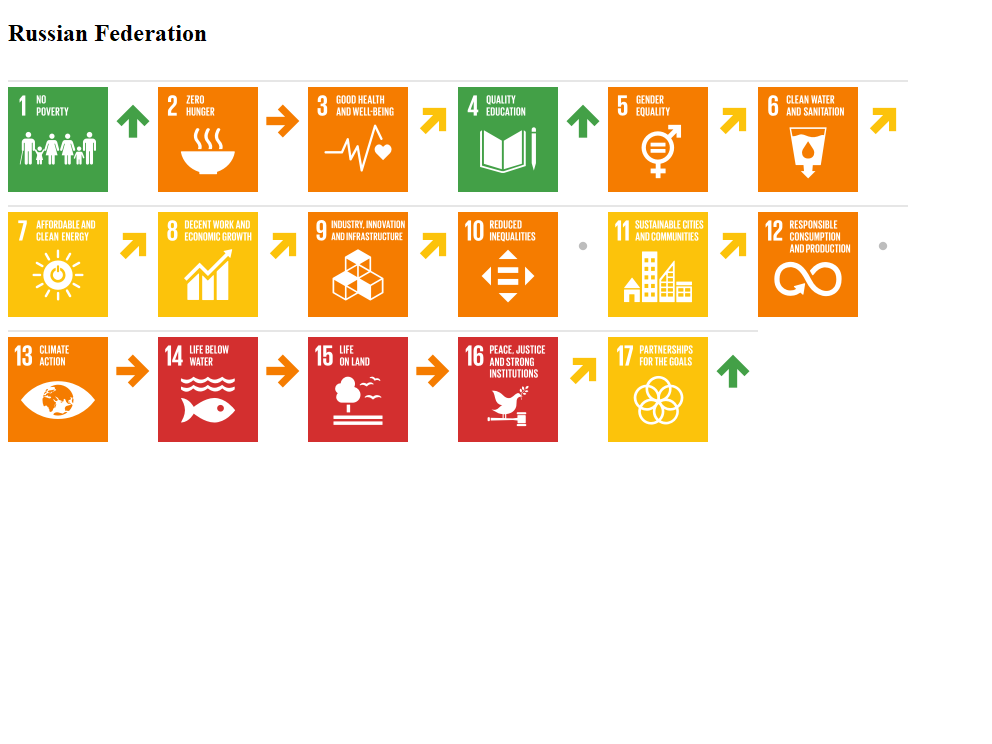 Russian Federation
1 NO
POVERTY
2 ZERO
HUNGER
3 GOOD HEALTH
AND WELL-BEING
4 QUALITY
EDUCATION
5 GENDER
EQUALITY
6 CLEAN WATER
AND SANITATION
7 AFFORDABLE AND
CLEAN ENERGY
8 DECENT WORK AND
ECONOMIC GROWTH
9 INDUSTRY, INNOVATION
AND INFRASTRUCTURE
10 REDUCED
INEQUALITIES
11 SUSTAINABLE CITIES
AND COMMUNITIES
12 RESPONSIBLE
CONSUMPTION
AND PRODUCTION
13 CLIMATE
ACTION
14 LIFE BELOW
WATER
15 LIFE
ON LAND
16 PEACE, JUSTICE
AND STRONG
INSTITUTIONS
17 PARTNERSHIPS
FOR THE GOALS